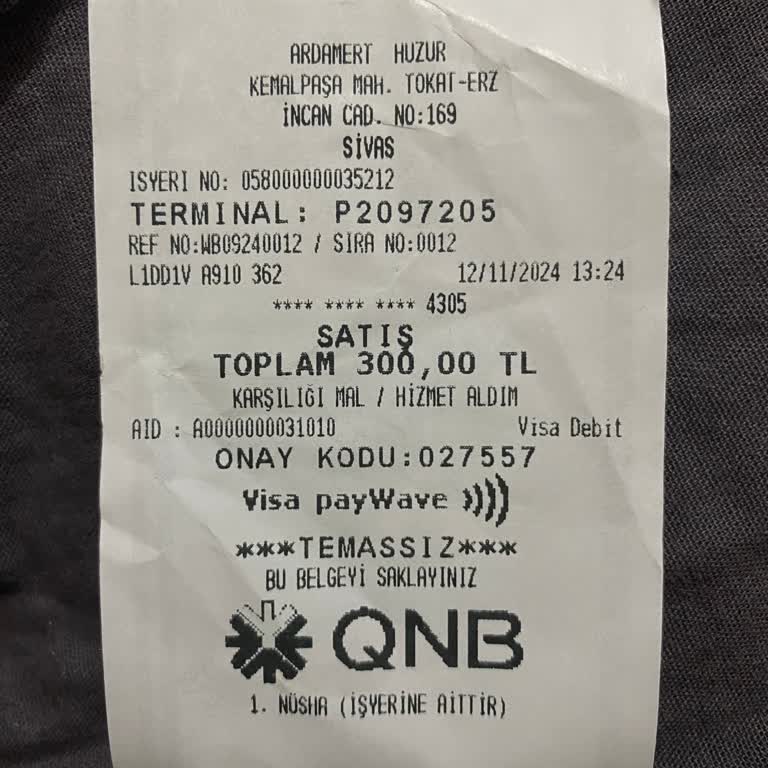 ARDAMERT HUZUR
KEMALPAŞA MAH. TOKAT-ERZ
İNCAN CAD. NO:169
SİVAS
ISYERI NO: 058000000035212
TERMINAL: P2097205
REF NO:WB09240012 / SIRA NO:0012
L1DD1V A910 362 12/11/2024 13:24
**** **** **** 4305
SATIŞ
TOPLAM 300,00 TL
KARŞILIĞI MAL / HİZMET ALDIM
AID : A0000000031010 Visa Debit
ONAY KODU:027557
Visa payWave
***TEMASSIZ***
BU BELGEYİ SAKLAYINIZ
QNB
1. NÜSHA (İŞYERİNE AİTTİR)